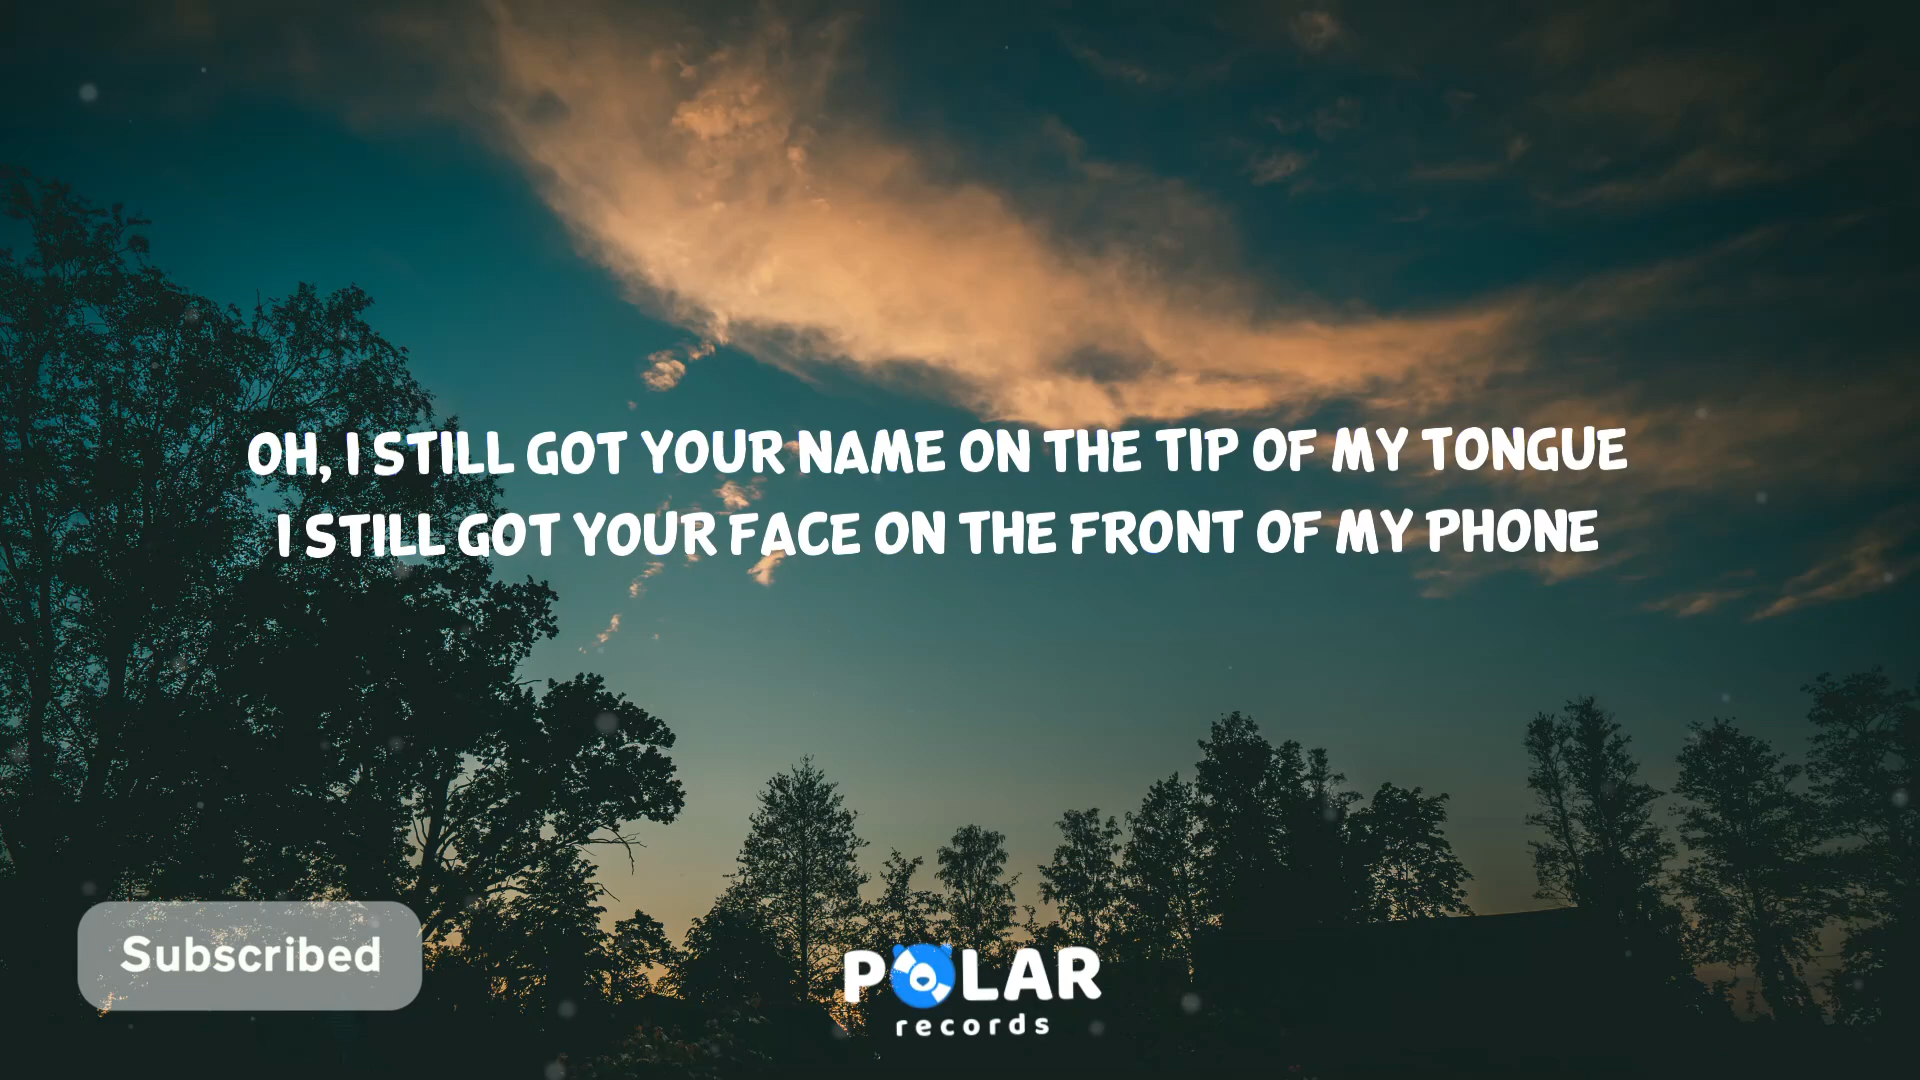 OH, I STILL GOT YOUR NAME ON THE TIP OF MY TONGUE
I STILL GOT YOUR FACE ON THE FRONT OF MY PHONE
Subscribed
POLAR
records